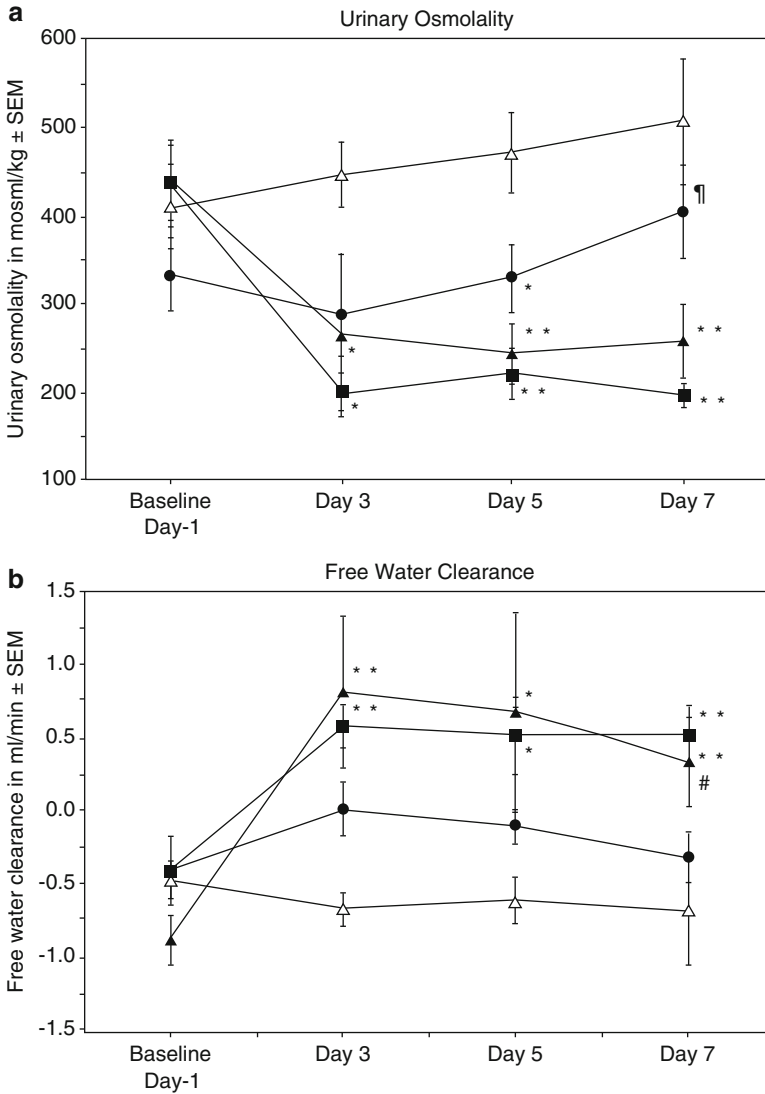 a
Urinary Osmolality
Urinary osmolality in mosml/kg ± SEM
600
500
400
300
200
100
¶
*
* *
* *
*
* *
*
* *
Baseline
Day-1
Day 3
Day 5
Day 7
b
Free Water Clearance
Free water clearance in ml/min ± SEM
1.5
1.0
0.5
0.0
-0.5
-1.0
-1.5
* *
* *
*
*
* *
* *
#
Baseline
Day-1
Day 3
Day 5
Day 7